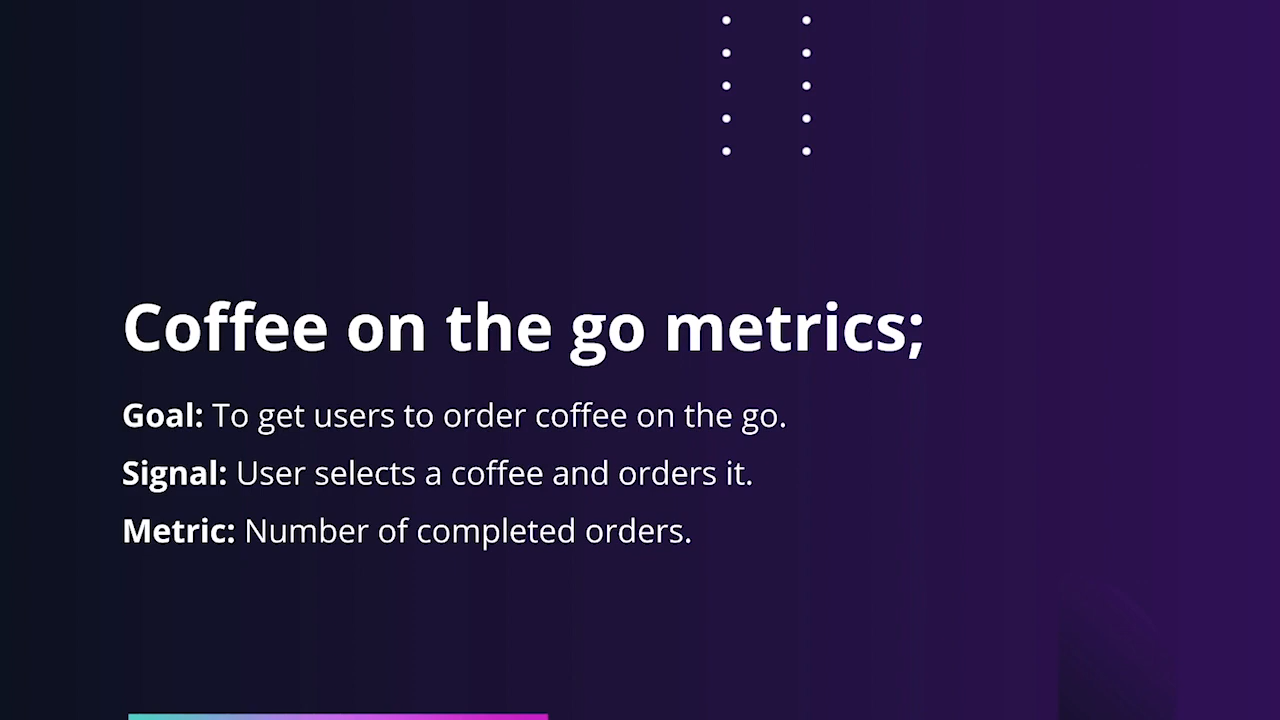 Coffee on the go metrics;
Goal: To get users to order coffee on the go.
Signal: User selects a coffee and orders it.
Metric: Number of completed orders.